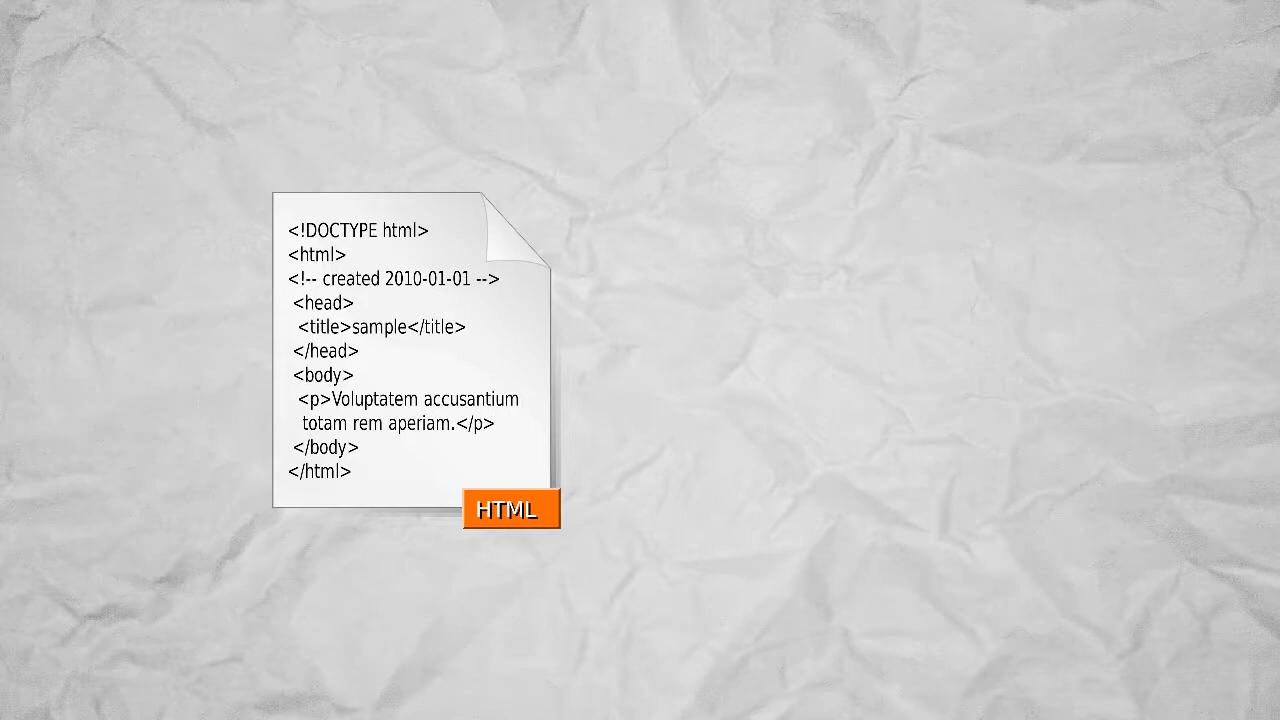 <!DOCTYPE html>
<html>
<!-- created 2010-01-01 -->
<head>
<title>sample</title>
</head>
<body>
<p>Voluptatem accusantium
totam rem aperiam.</p>
</body>
</html>
HTML